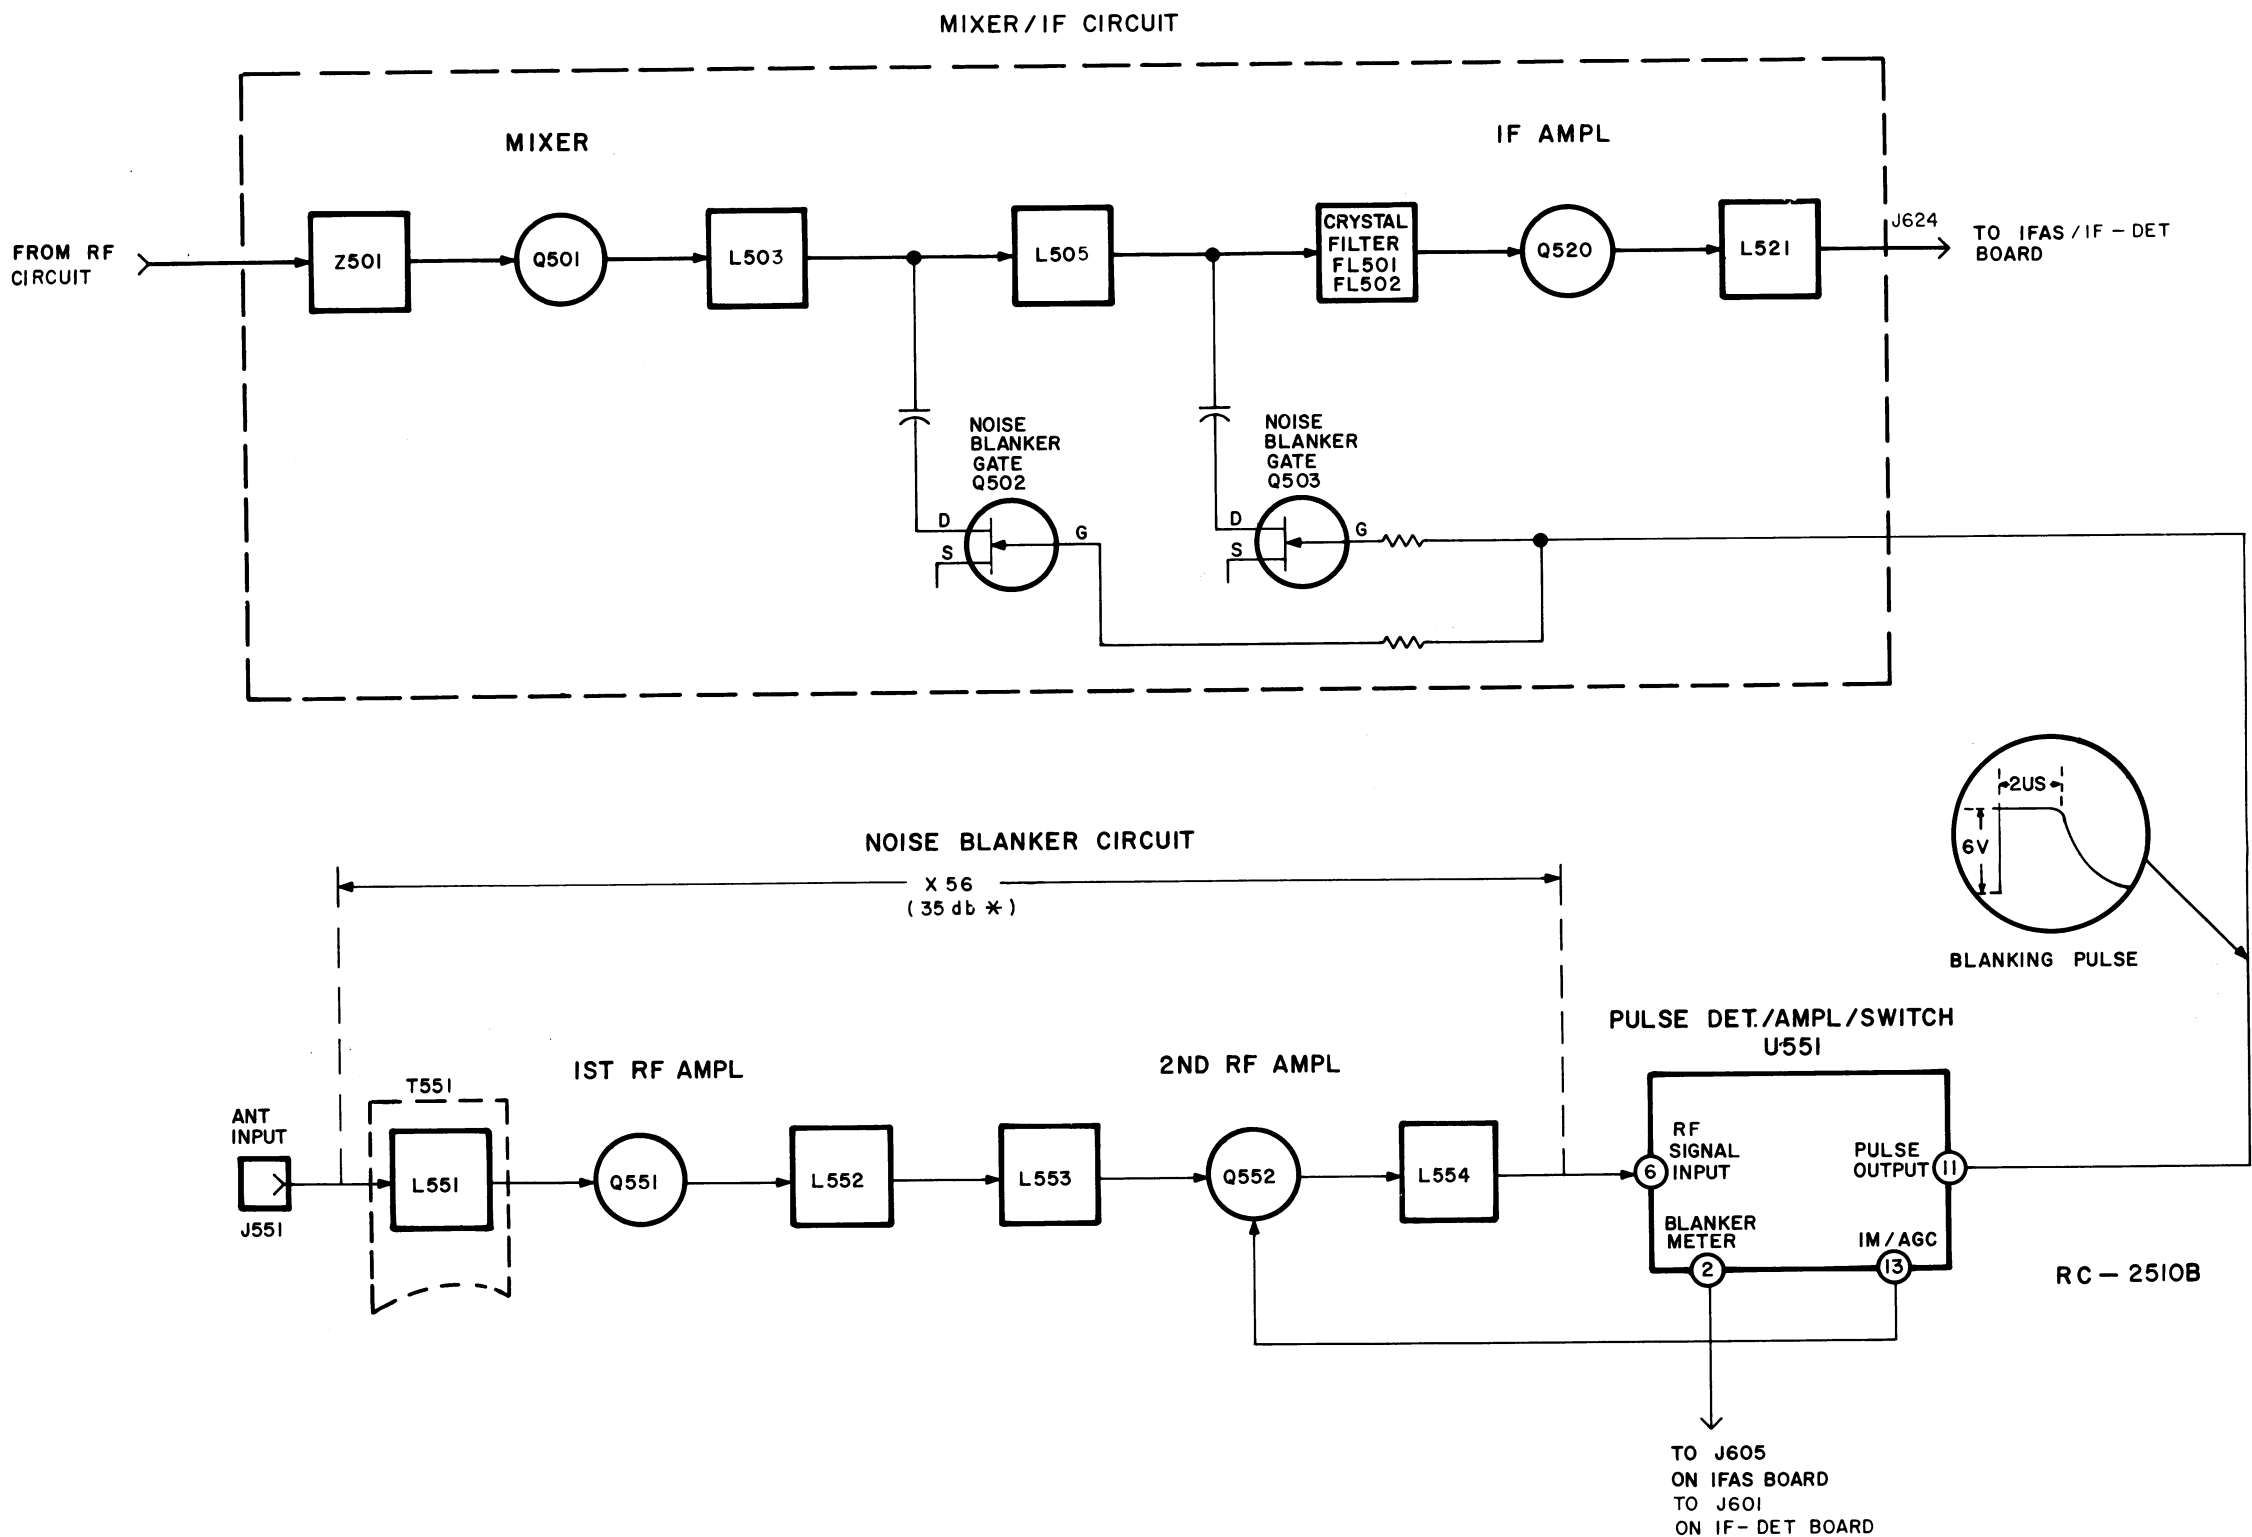 MIXER/IF CIRCUIT
MIXER
IF AMPL
FROM RF
CIRCUIT
Z501
Q501
L503
L505
CRYSTAL
FILTER
FL501
FL502
Q520
L521
J624
TO IFAS/IF-DET
BOARD
NOISE
BLANKER
GATE
Q502
D
S
G
NOISE
BLANKER
GATE
Q503
D
S
G
2US
6V
BLANKING PULSE
NOISE BLANKER CIRCUIT
X 56
(35 db *)
ANT
INPUT
J551
T551
L551
1ST RF AMPL
Q551
L552
L553
2ND RF AMPL
Q552
L554
PULSE DET./AMPL/SWITCH
U551
6
RF
SIGNAL
INPUT
PULSE
OUTPUT
11
BLANKER
METER
2
IM/AGC
13
RC-2510B
TO J605
ON IFAS BOARD
TO J601
ON IF-DET BOARD